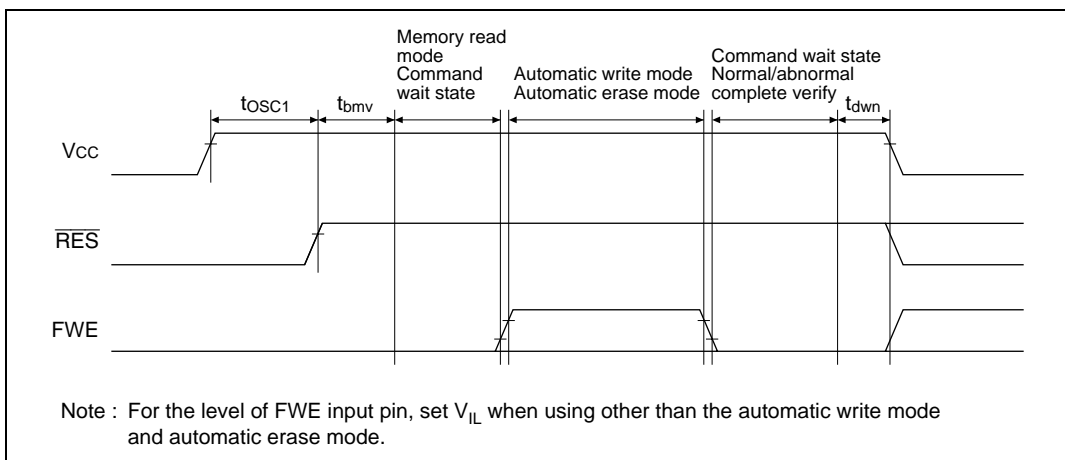 Memory read
mode
Command
wait state
Automatic write mode
Automatic erase mode
Command wait state
Normal/abnormal
complete verify
tOSC1
tbmv
tdwn
VCC
RES
FWE
Note : For the level of FWE input pin, set VIL when using other than the automatic write mode
and automatic erase mode.